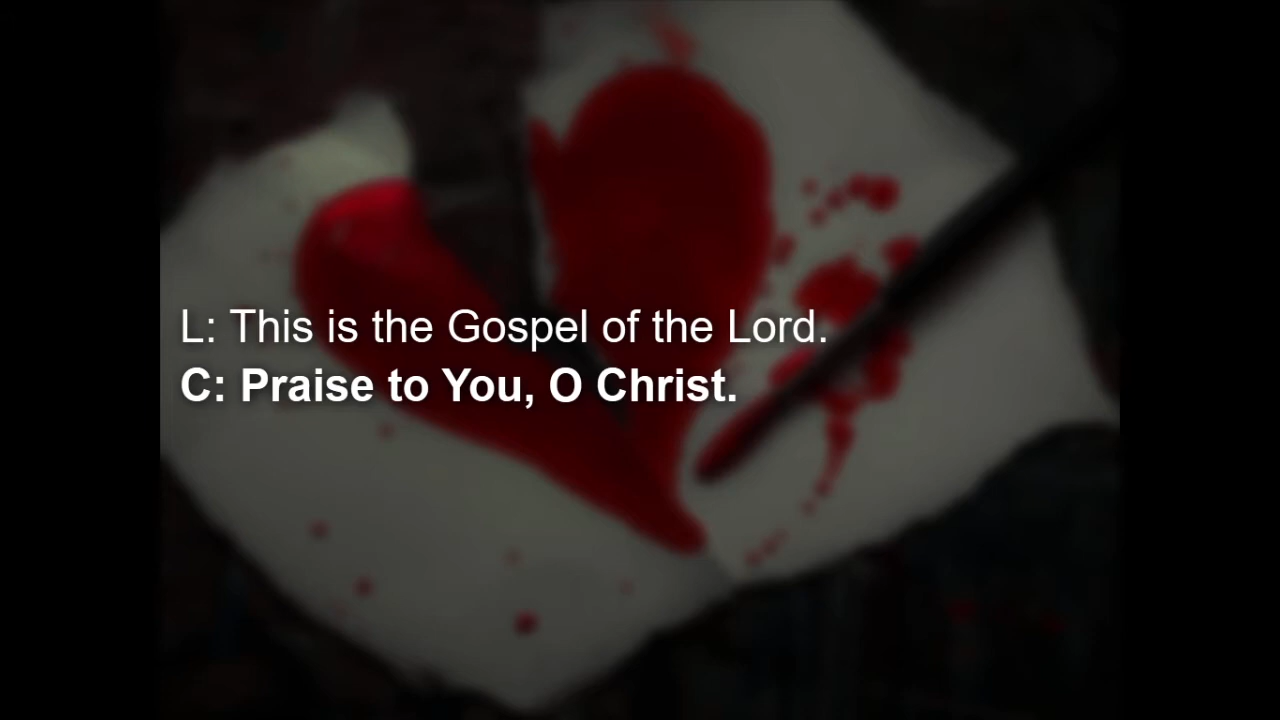 L: This is the Gospel of the Lord.
C: Praise to You, O Christ.